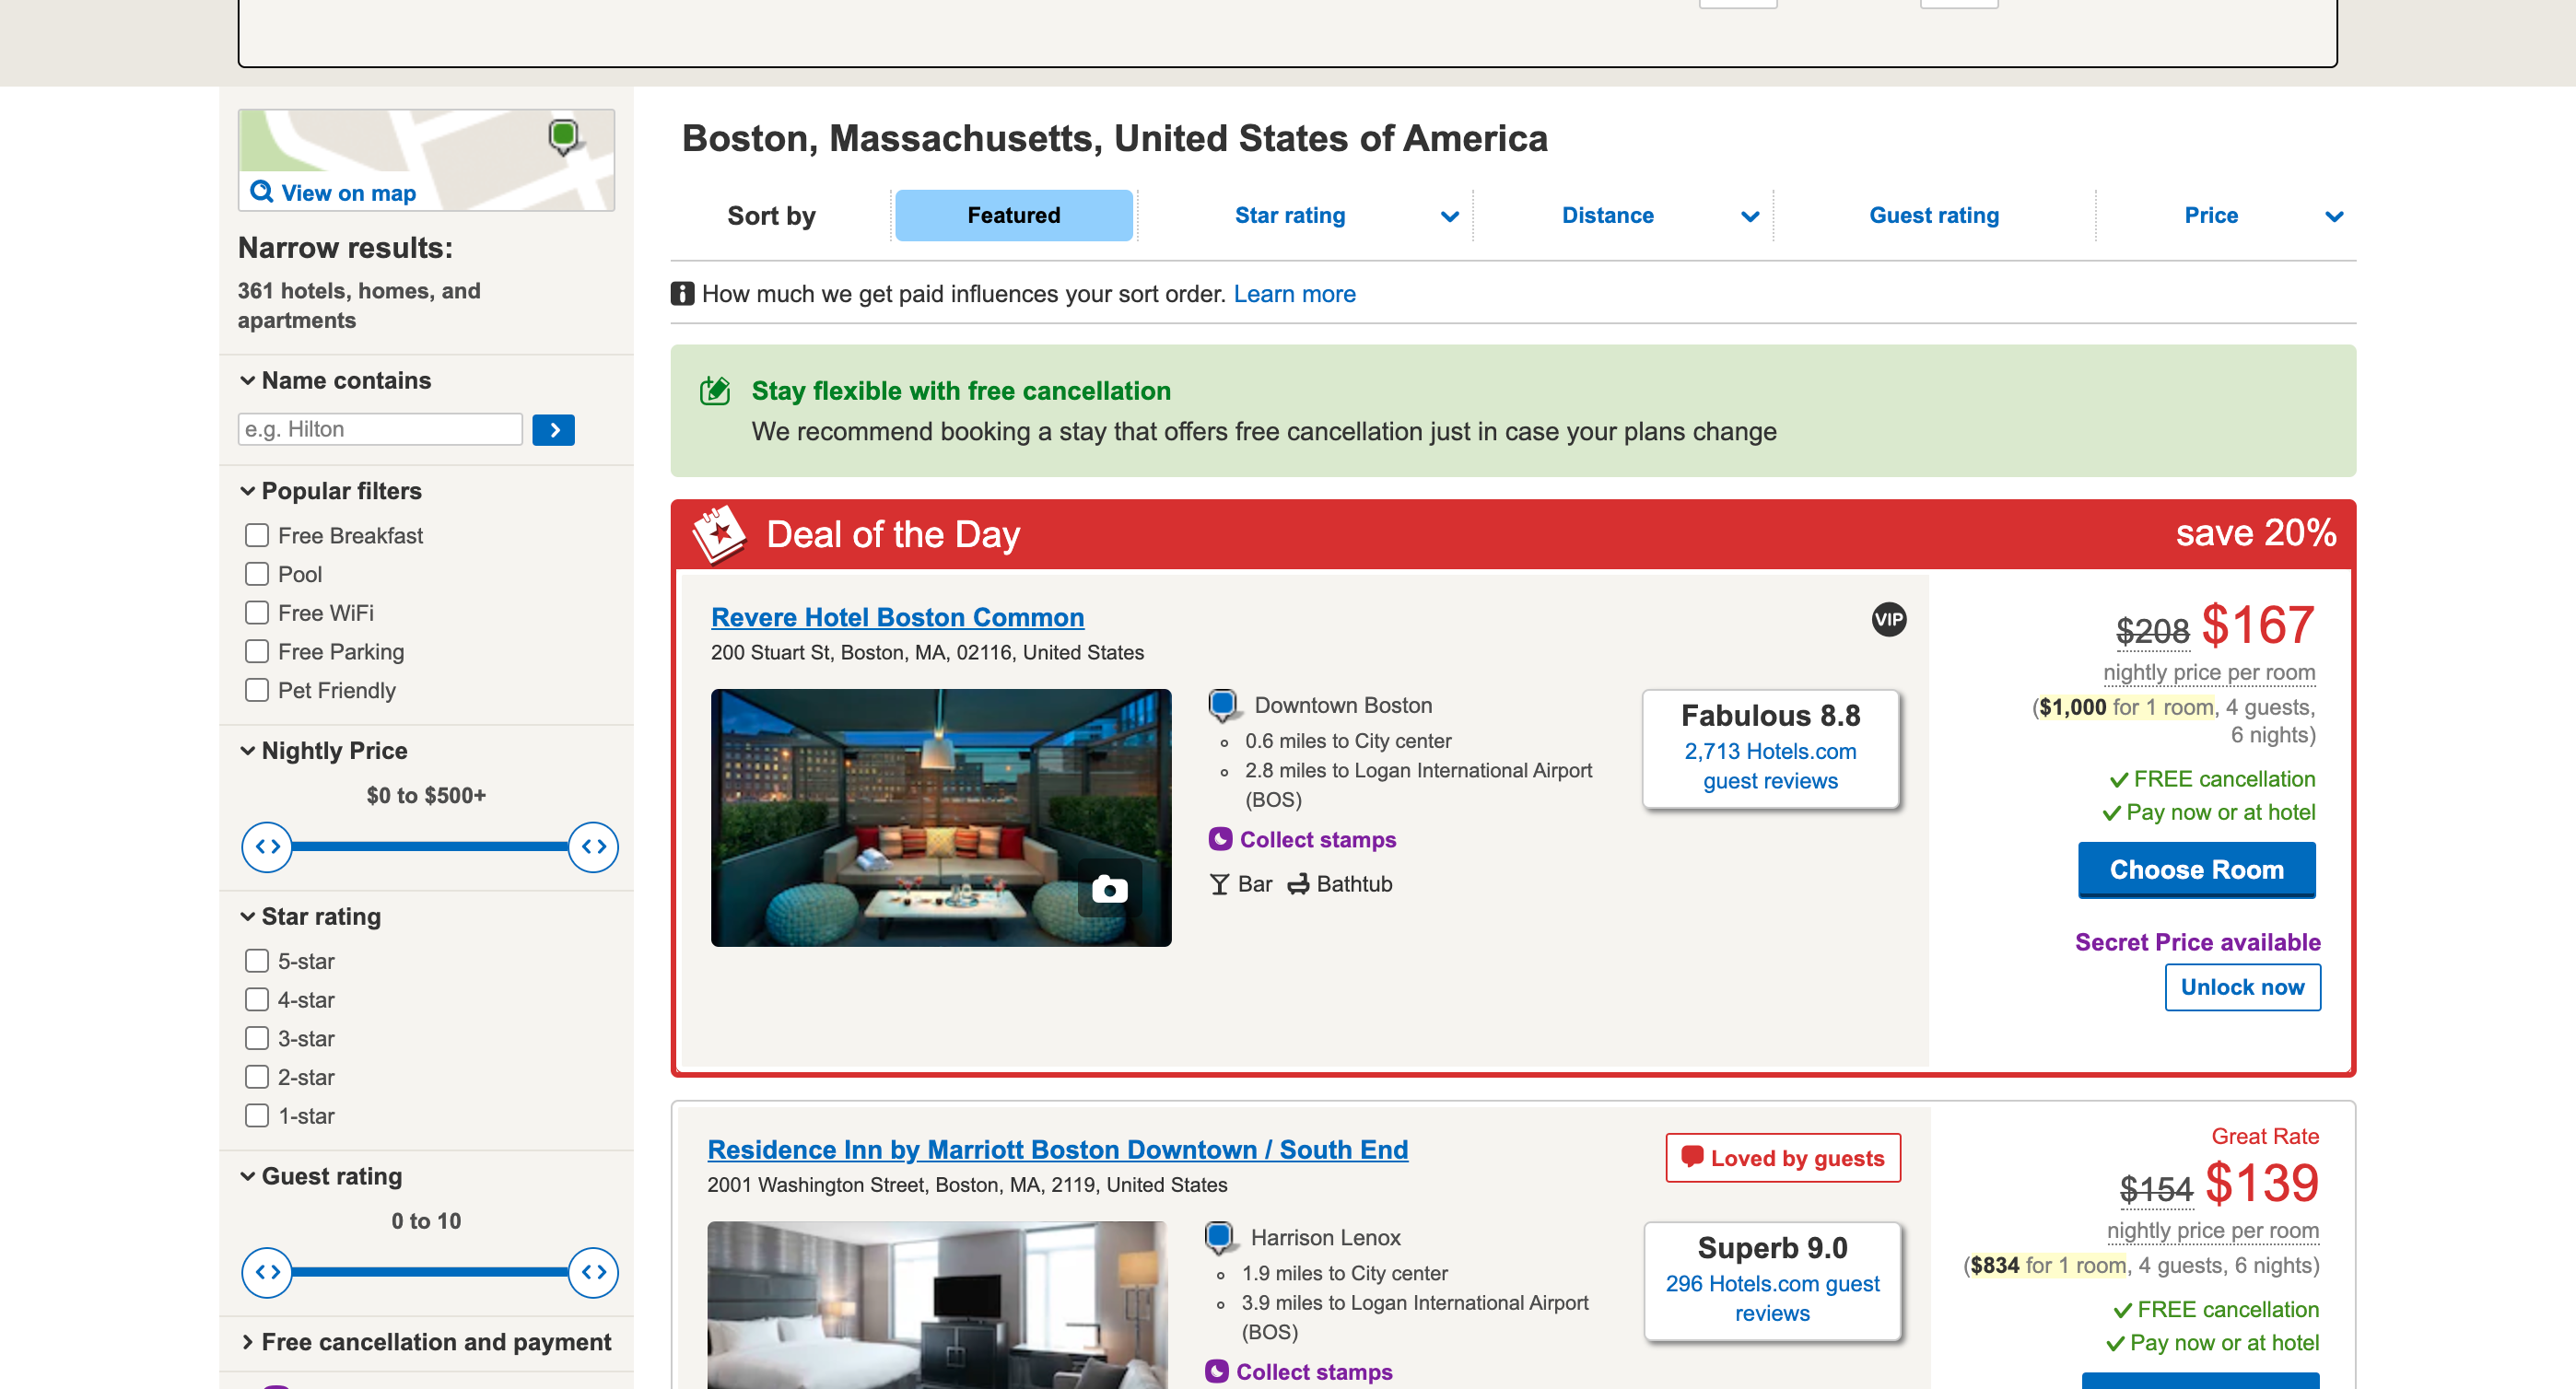 View on map
Narrow results:
361 hotels, homes, and
apartments
Name contains
e.g. Hilton
Popular filters
Free Breakfast
Pool
Free WiFi
Free Parking
Pet Friendly
Nightly Price
$0 to $500+
Star rating
5-star
4-star
3-star
2-star
1-star
Guest rating
0 to 10
Free cancellation and payment
Boston, Massachusetts, United States of America
Sort by Featured Star rating Distance Guest rating Price
How much we get paid influences your sort order. Learn more
Stay flexible with free cancellation
We recommend booking a stay that offers free cancellation just in case your plans change
Deal of the Day save 20%
Revere Hotel Boston Common
200 Stuart St, Boston, MA, 02116, United States
Downtown Boston
0.6 miles to City center
2.8 miles to Logan International Airport
(BOS)
Collect stamps
Bar Bathtub
VIP
Fabulous 8.8
2,713 Hotels.com
guest reviews
$208 $167
nightly price per room
($1,000 for 1 room, 4 guests,
6 nights)
FREE cancellation
Pay now or at hotel
Choose Room
Secret Price available
Unlock now
Residence Inn by Marriott Boston Downtown / South End
2001 Washington Street, Boston, MA, 2119, United States
Harrison Lenox
1.9 miles to City center
3.9 miles to Logan International Airport
(BOS)
Collect stamps
Loved by guests
Superb 9.0
296 Hotels.com guest
reviews
Great Rate
$154 $139
nightly price per room
($834 for 1 room, 4 guests, 6 nights)
FREE cancellation
Pay now or at hotel